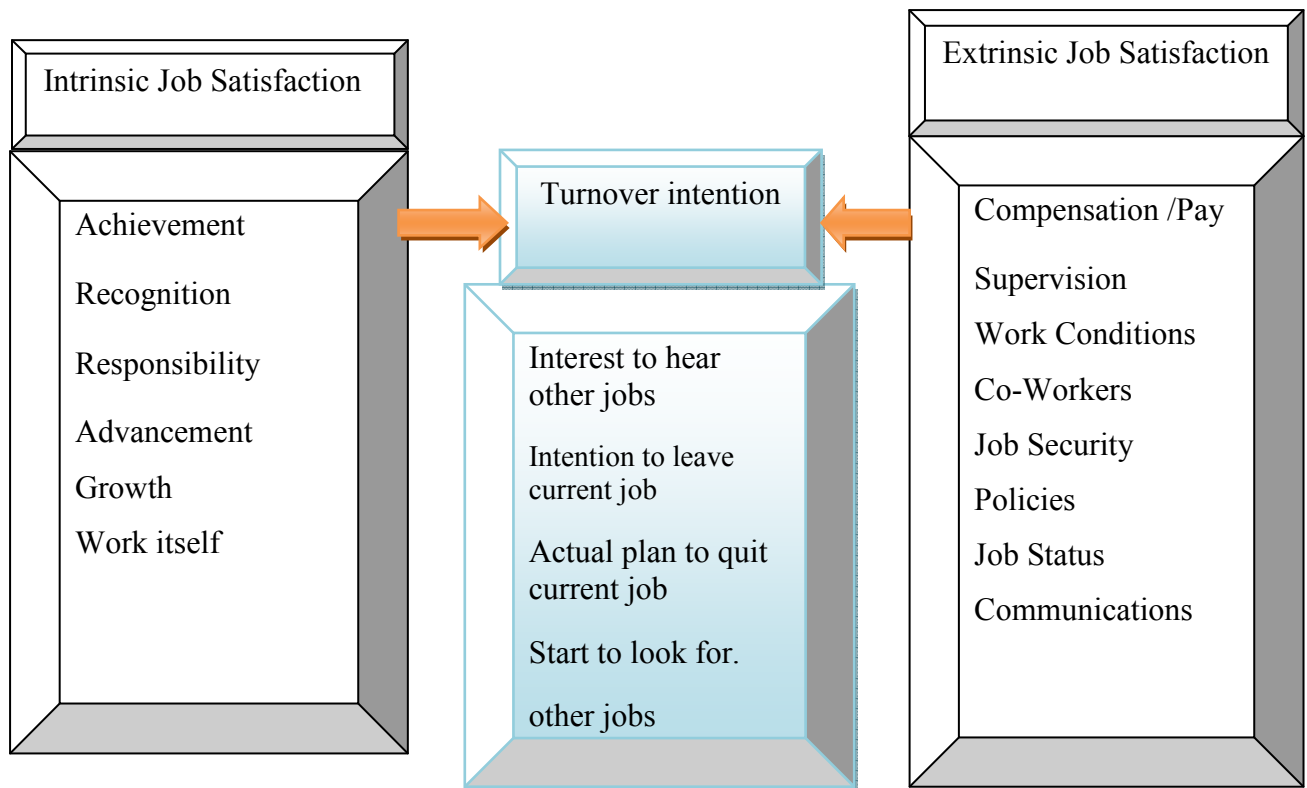 Intrinsic Job Satisfaction
Achievement
Recognition
Responsibility
Advancement
Growth
Work itself
Turnover intention
Interest to hear
other jobs
Intention to leave
current job
Actual plan to quit
current job
Start to look for.
other jobs
Extrinsic Job Satisfaction
Compensation /Pay
Supervision
Work Conditions
Co-Workers
Job Security
Policies
Job Status
Communications